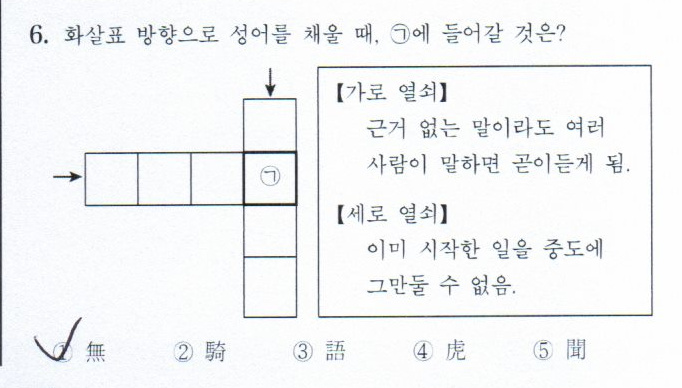 6. 화살표 방향으로 성어를 채울 때, ㉠에 들어갈 것은?
㉠
【가로 열쇠】
근거 없는 말이라도 여러
사람이 말하면 곧이듣게 됨.
【세로 열쇠】
이미 시작한 일을 중도에
그만둘 수 없음.
① 無 ② 騎 ③ 語 ④ 虎 ⑤ 聞